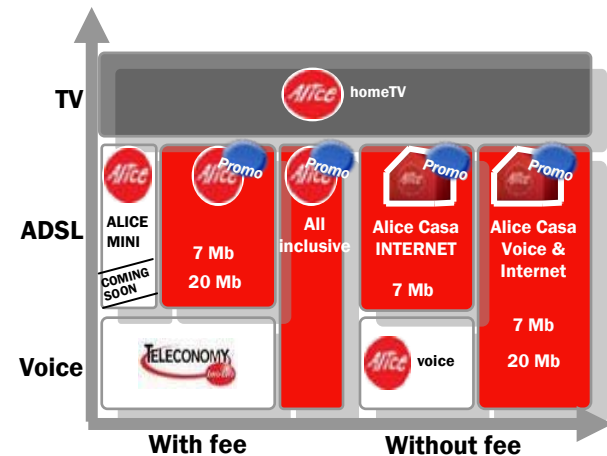 TV
Alice
homeTV
ADSL
Alice
ALICE
MINI
COMING
SOON
Alice
Promo
7 Mb
20 Mb
Alice
Promo
All
inclusive
Promo
Alice Casa
INTERNET
7 Mb
Promo
Alice Casa
Voice &
Internet
7 Mb
20 Mb
Voice
TELECONOMY
Alice
voice
With fee
Without fee